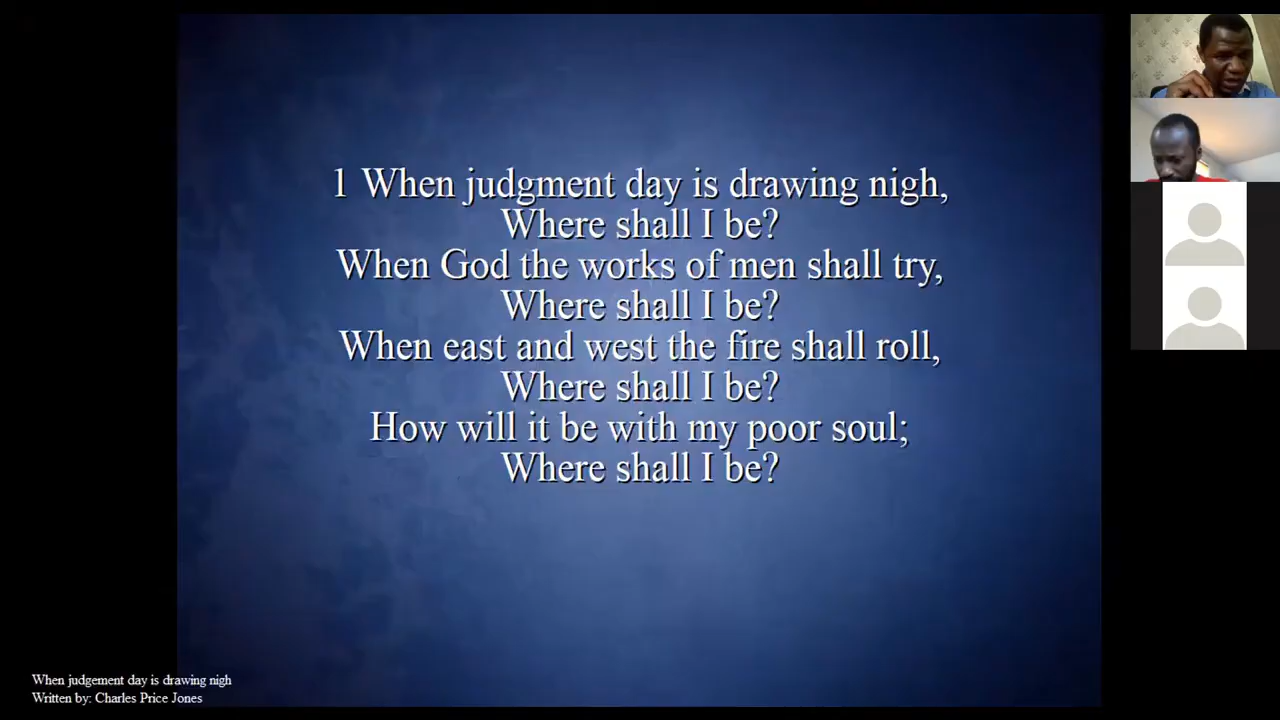 1 When judgment day is drawing nigh,
Where shall I be?
When God the works of men shall try,
Where shall I be?
When east and west the fire shall roll,
Where shall I be?
How will it be with my poor soul;
Where shall I be?
When judgement day is drawing nigh
Written by: Charles Price Jones